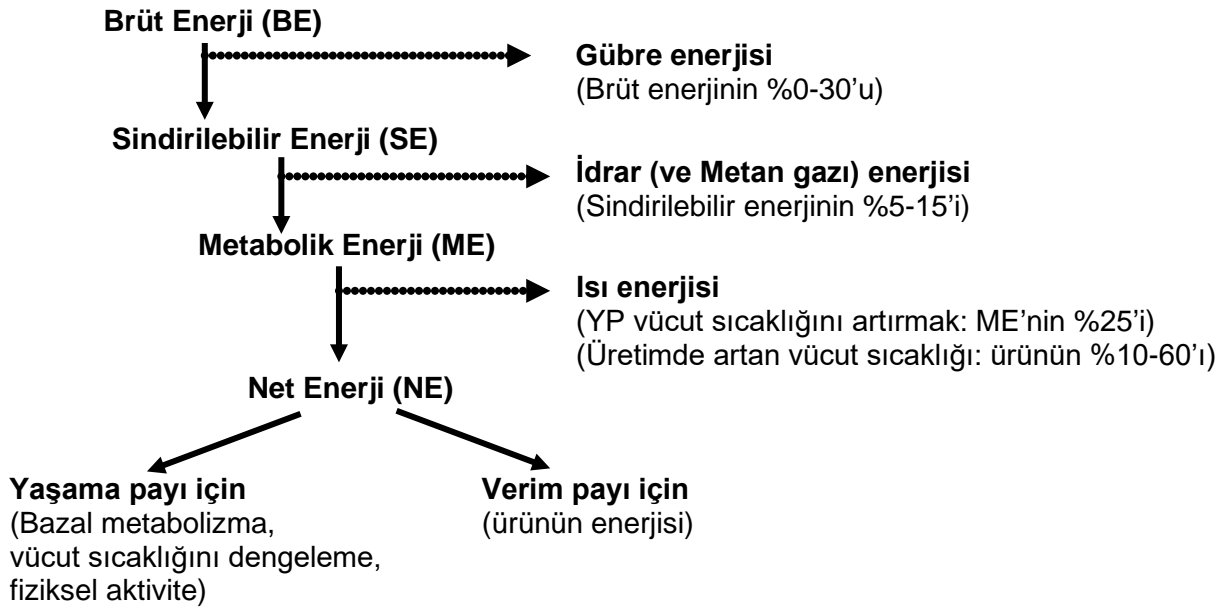 Brüt Enerji (BE)
Gübre enerjisi
(Brüt enerjinin %0-30’u)
Sindirilebilir Enerji (SE)
İdrar (ve Metan gazı) enerjisi
(Sindirilebilir enerjinin %5-15’i)
Metabolik Enerji (ME)
Isı enerjisi
(YP vücut sıcaklığını artırmak: ME’nin %25’i)
(Üretimde artan vücut sıcaklığı: ürünün %10-60’ı)
Net Enerji (NE)
Yaşama payı için
(Bazal metabolizma,
vücut sıcaklığını dengeleme,
fiziksel aktivite)
Verim payı için
(ürünün enerjisi)